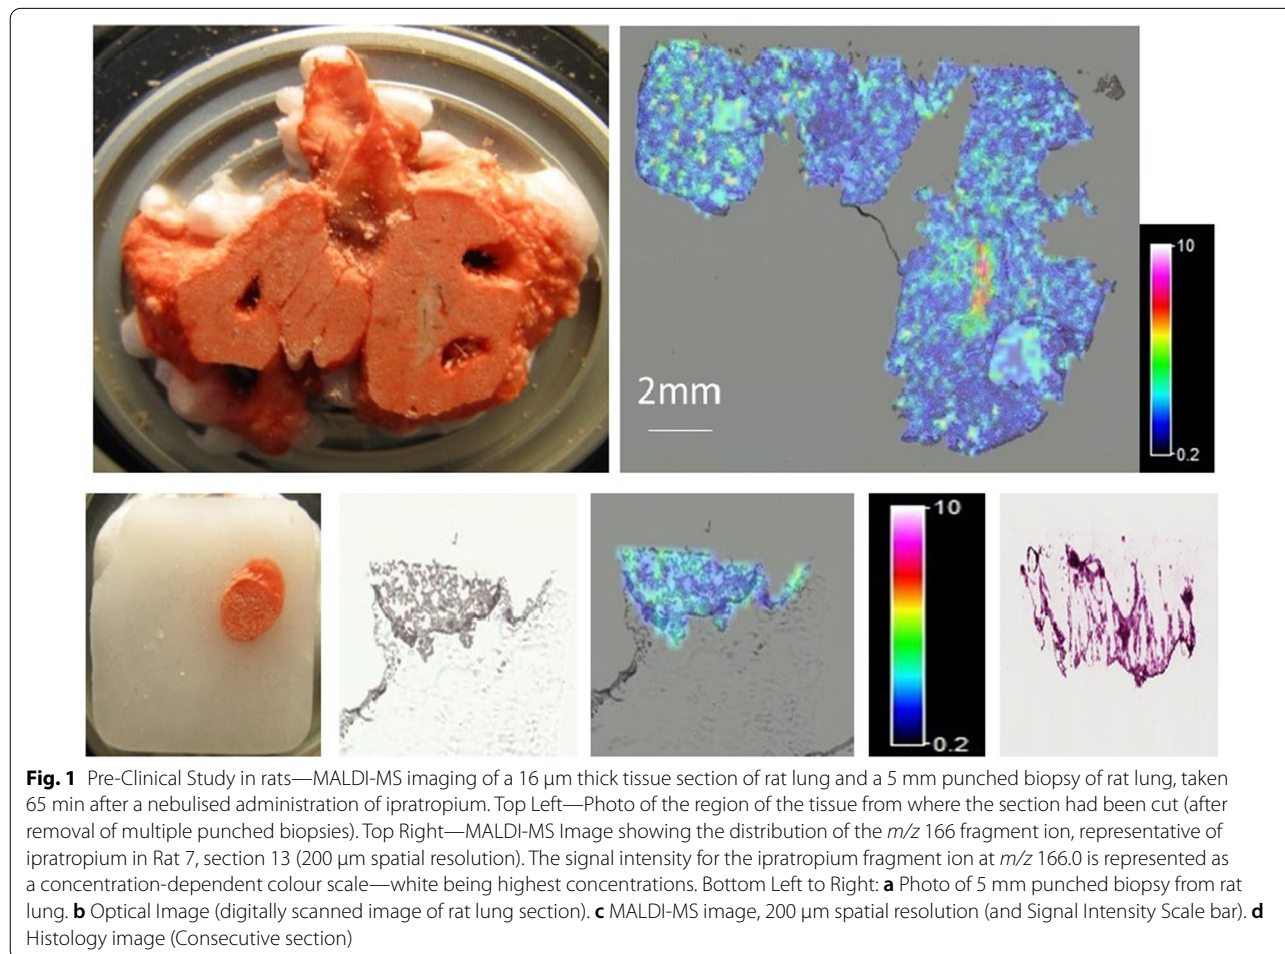 10
2mm
0.2
10
0.2
Fig. 1 Pre-Clinical Study in rats—MALDI-MS imaging of a 16 µm thick tissue section of rat lung and a 5 mm punched biopsy of rat lung, taken
65 min after a nebulised administration of ipratropium. Top Left—Photo of the region of the tissue from where the section had been cut (after
removal of multiple punched biopsies). Top Right—MALDI-MS Image showing the distribution of the m/z 166 fragment ion, representative of
ipratropium in Rat 7, section 13 (200 µm spatial resolution). The signal intensity for the ipratropium fragment ion at m/z 166.0 is represented as
a concentration-dependent colour scale—white being highest concentrations. Bottom Left to Right: a Photo of 5 mm punched biopsy from rat
lung. b Optical Image (digitally scanned image of rat lung section). c MALDI-MS image, 200 µm spatial resolution (and Signal Intensity Scale bar). d
Histology image (Consecutive section)